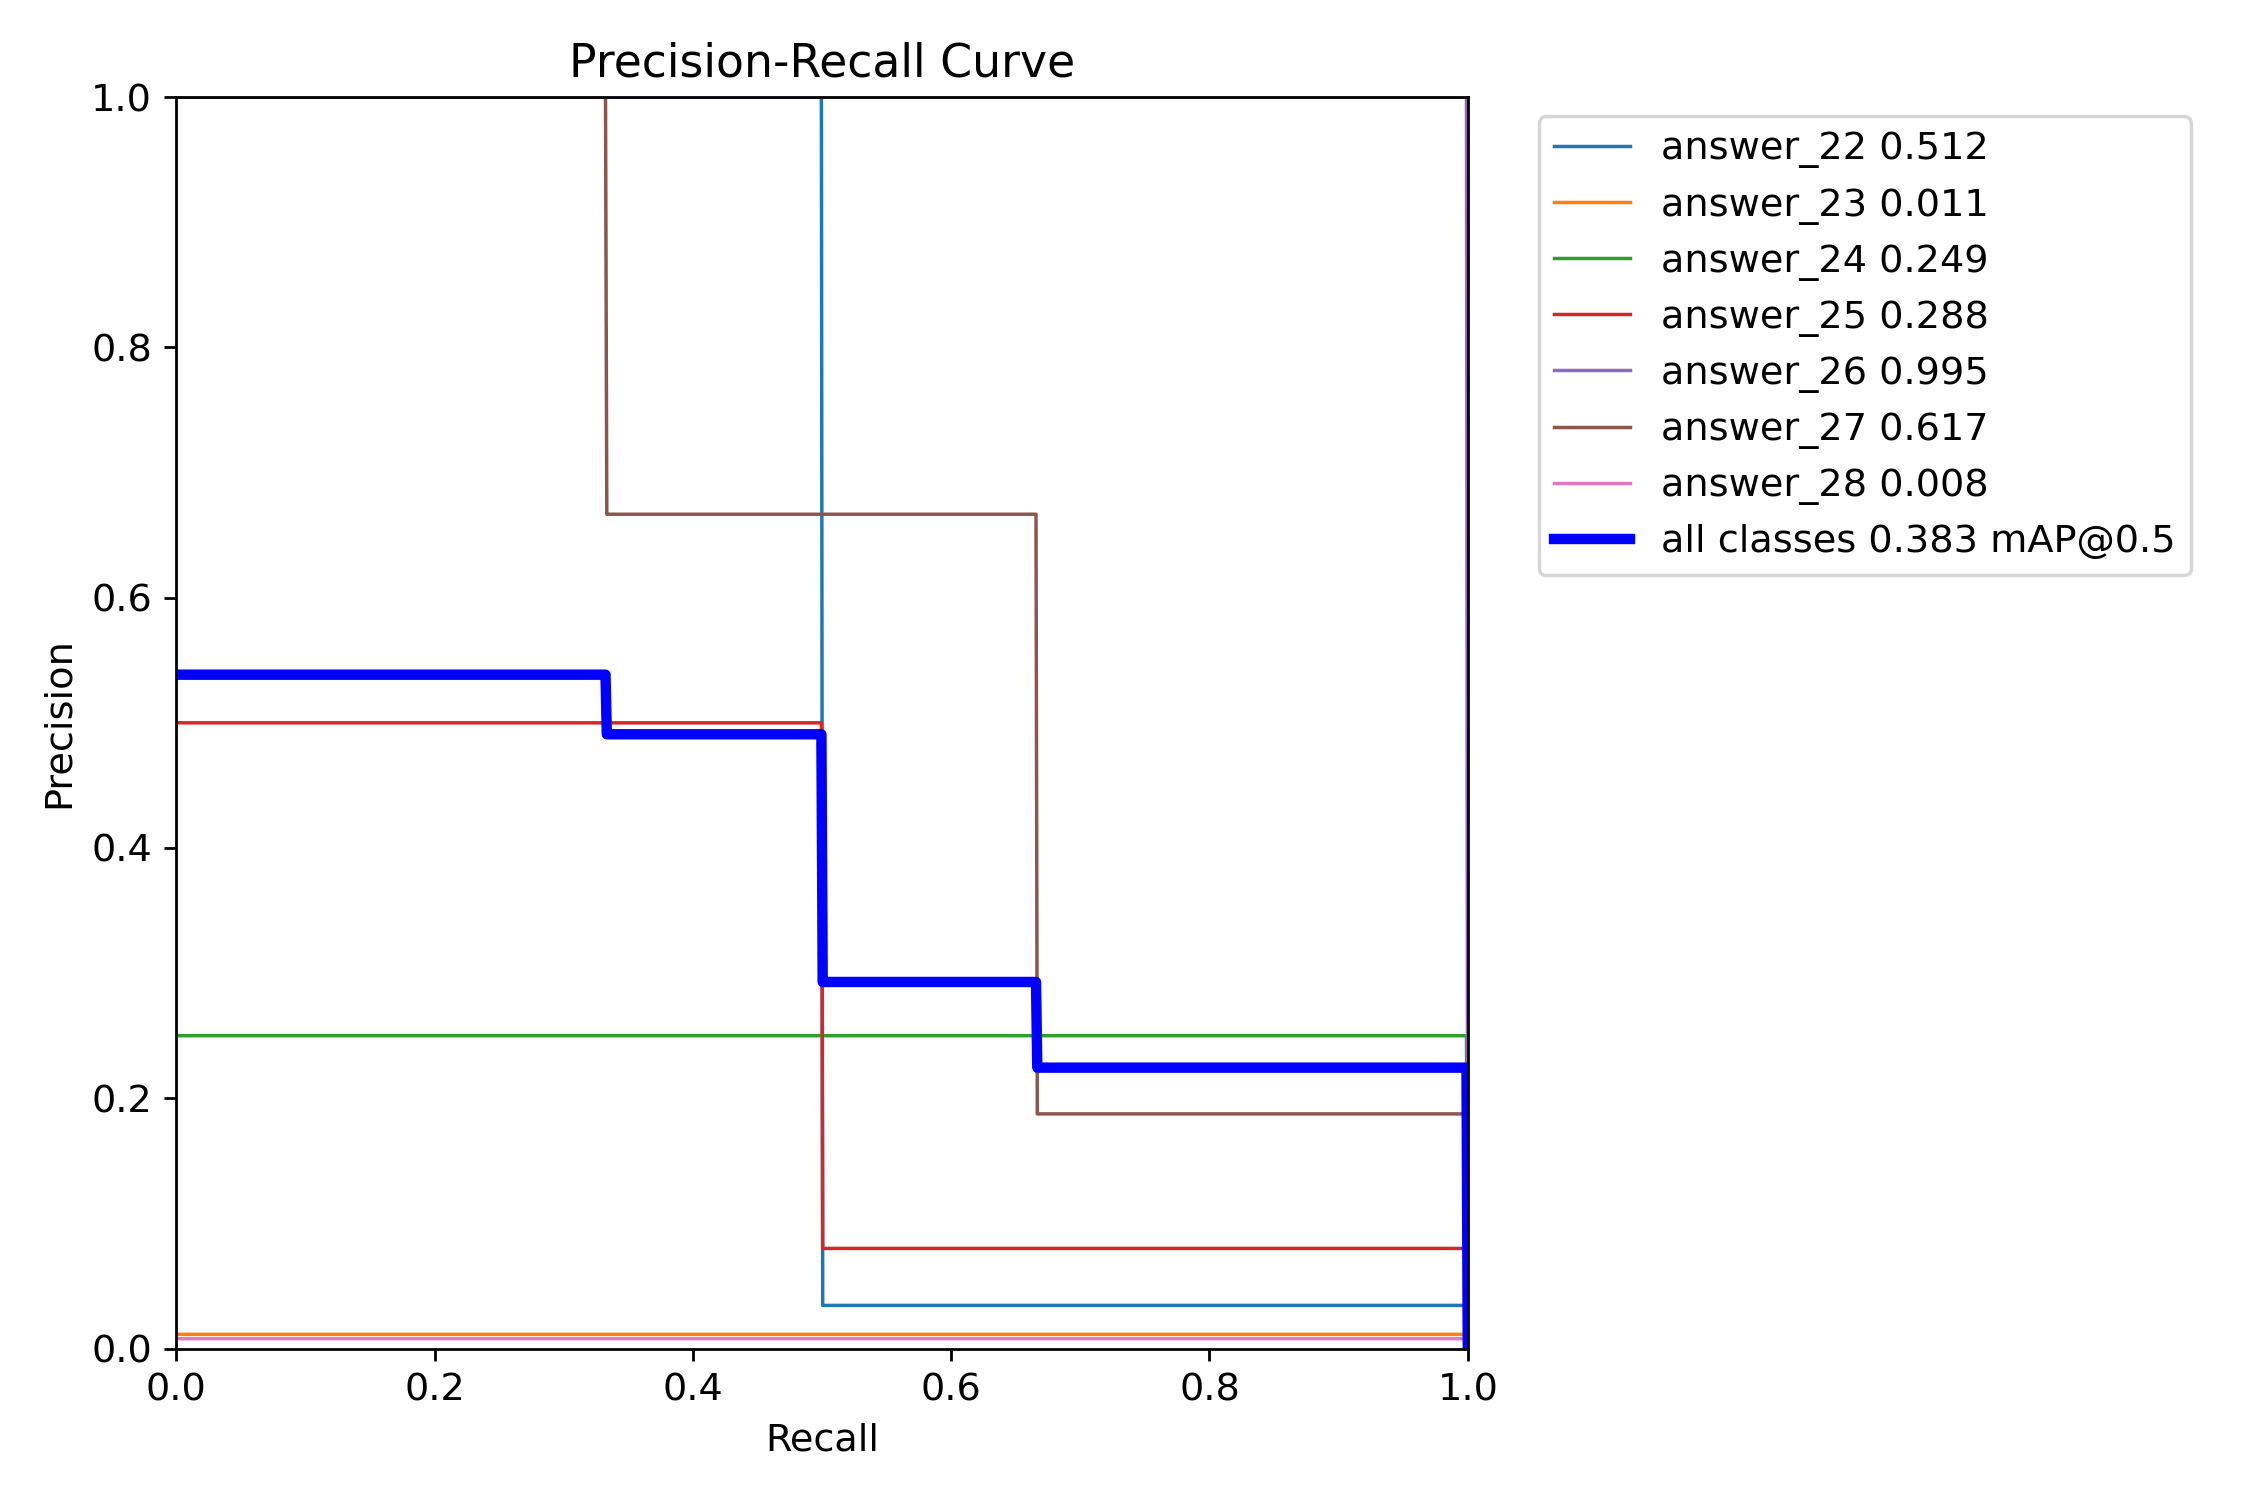 Precision-Recall Curve
1.0
0.8
0.6
0.4
0.2
0.0
Precision
0.0 0.2 0.4 0.6 0.8 1.0
Recall
answer_22 0.512
answer_23 0.011
answer_24 0.249
answer_25 0.288
answer_26 0.995
answer_27 0.617
answer_28 0.008
all classes 0.383 mAP@0.5